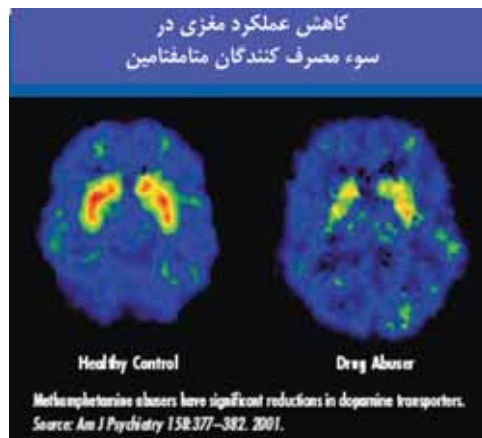 کاهش عملکرد مغزی در
سوء مصرف کنندگان متامفتامین
Healthy Control
Drug Abuser
Methamphetamine abusers have significant reductions in dopamine transporters.
Source: Am J Psychiatry 158:377–382. 2001.